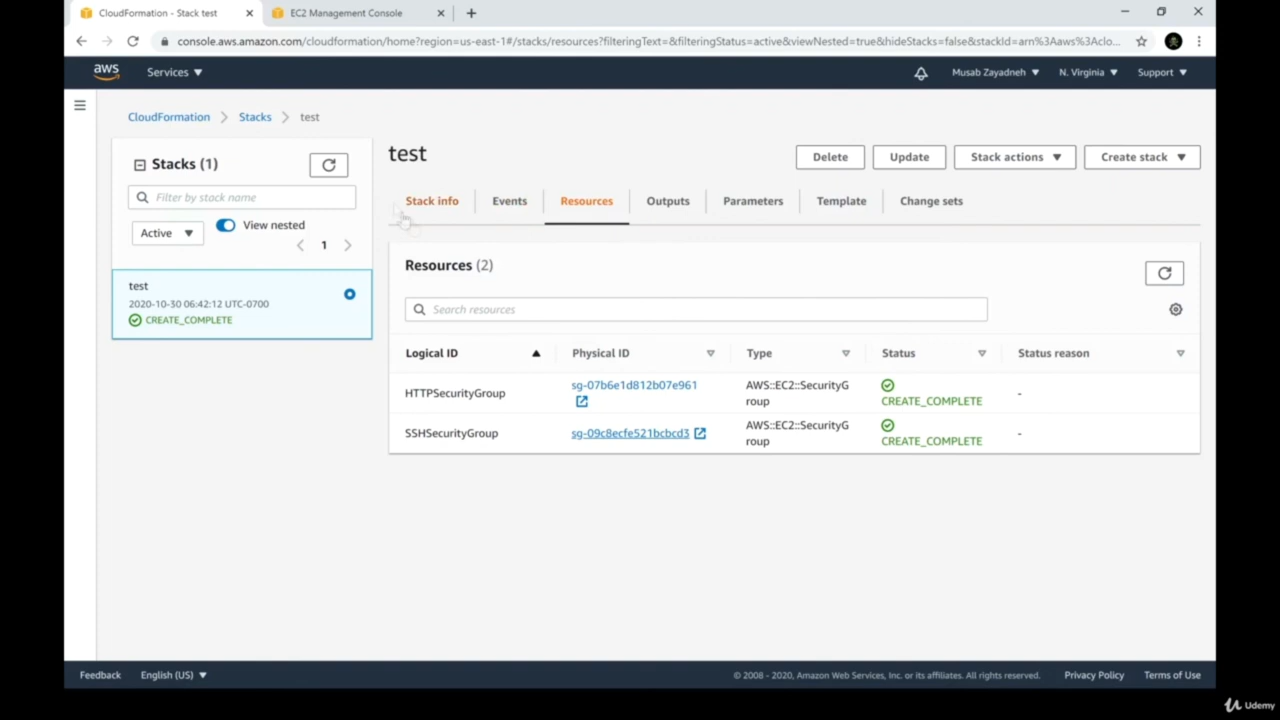 CloudFormation - Stack test
EC2 Management Console
console.aws.amazon.com/cloudformation/home?region=us-east-1#/stacks/resources?filteringText=&filteringStatus=active&viewNested=true&hideStacks=false&stackId=arn%3Aaws%3Aclo...
aws Services Musab Zayadneh N. Virginia Support
CloudFormation Stacks test
Stacks (1)
Filter by stack name
Active View nested
1
test
2020-10-30 06:42:12 UTC-0700
CREATE_COMPLETE
test
Delete Update Stack actions Create stack
Stack info Events Resources Outputs Parameters Template Change sets
Resources (2)
Search resources
Logical ID Physical ID Type Status Status reason
HTTPSecurityGroup sg-07b6e1d812b07e961 AWS::EC2::SecurityG
roup CREATE_COMPLETE -
SSHSecurityGroup sg-09c8ecfe521bcbcd3 AWS::EC2::SecurityG
roup CREATE_COMPLETE -
Feedback English (US) © 2008 - 2020, Amazon Web Services, Inc. or its affiliates. All rights reserved. Privacy Policy Terms of Use
Udemy